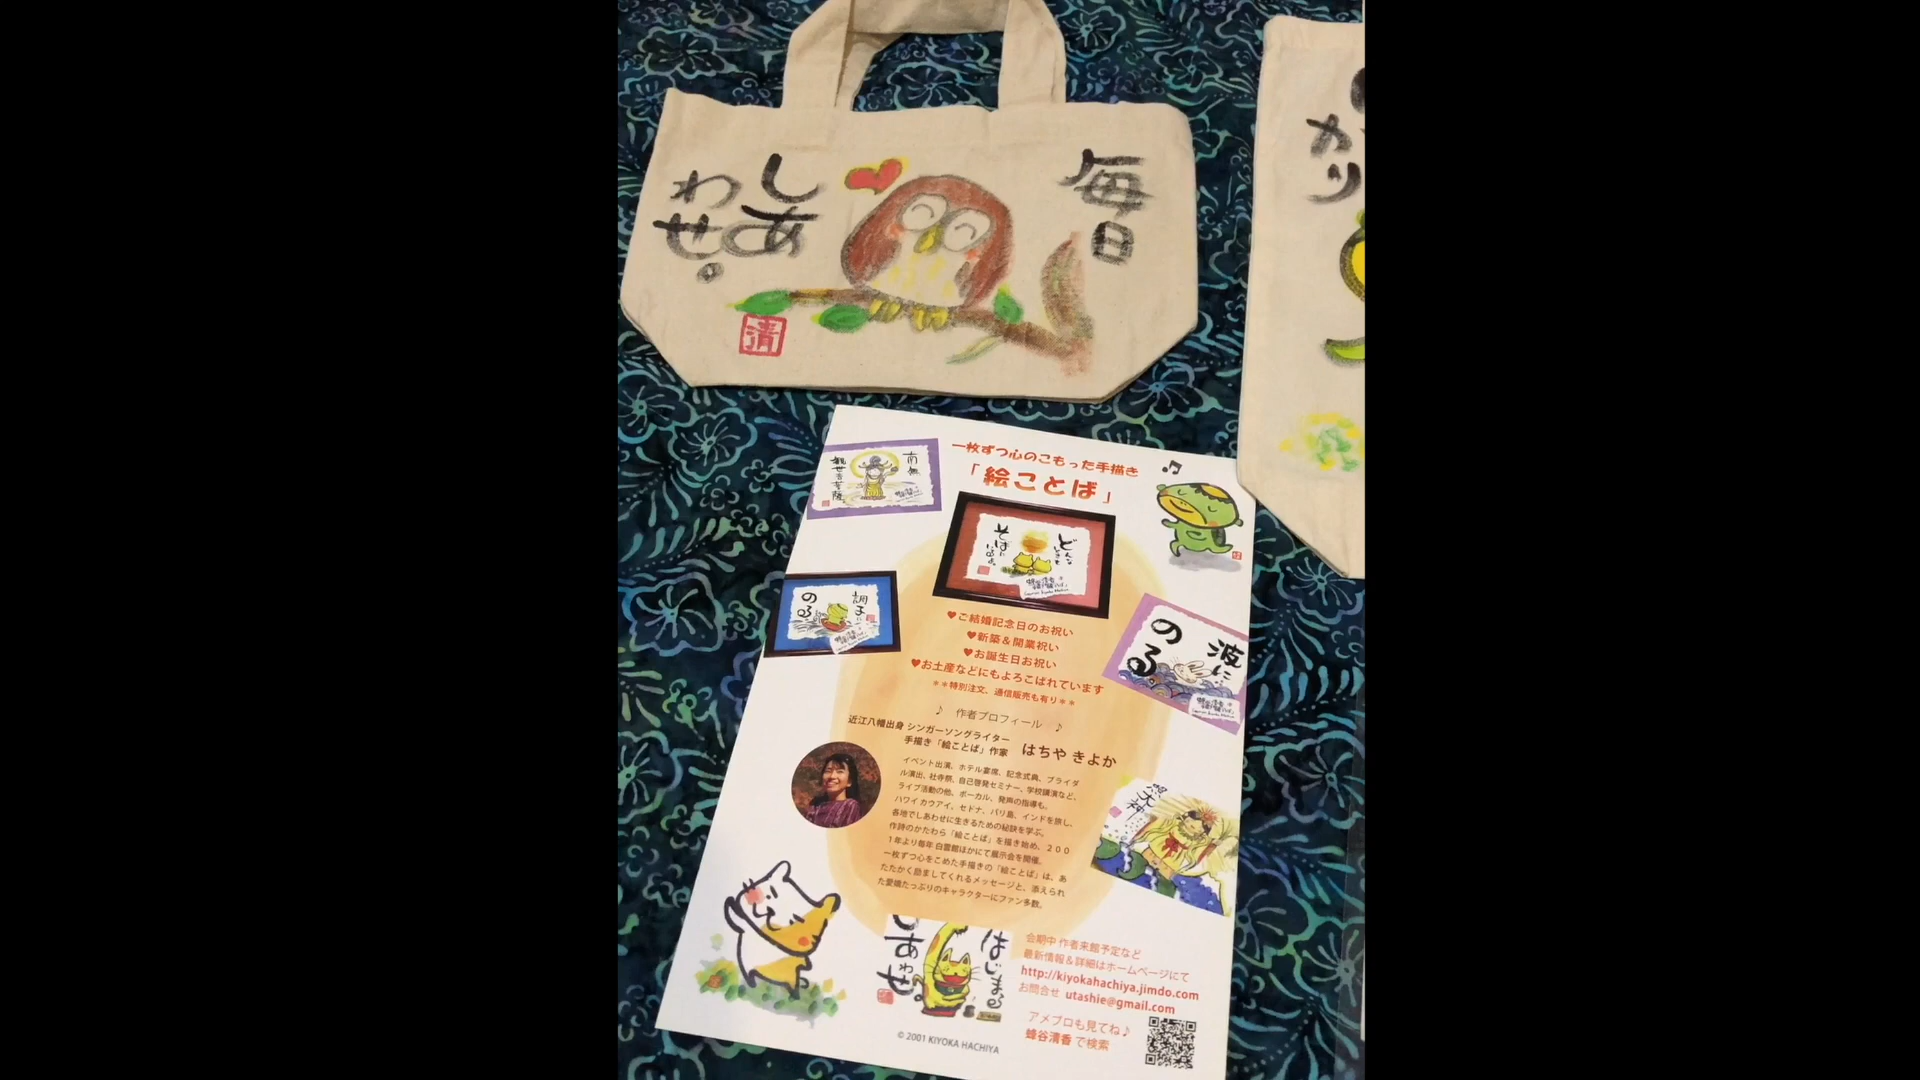 毎日
しあ
わせ。
清
かり
一枚ずつ心のこもった手描き
「絵ことば」
南無
観世音菩薩
どんな
ときも
そばに
いるよ。
調子に
のる
波に
のる
♥ご結婚記念日のお祝い
♥新築＆開業祝い
♥お誕生日お祝い
♥お土産などにもよろこばれています
＊＊特別注文、通信販売も有り＊＊
♪ 作者プロフィール ♪
近江八幡出身 シンガーソングライター
手描き「絵ことば」作家 はちや きよか
イベント出演、ホテル宴席、記念式典、ブライダ
ル演出、社寺祭、自己啓発セミナー、学校講演など、
ライブ活動の他、ボーカル、発声の指導も。
ハワイ カウアイ、セドナ、バリ島、インドを旅し、
各地でしあわせに生きるための秘訣を学ぶ。
作詩のかたわら「絵ことば」を描き始め、２００
１年より毎年 白雲館ほかにて展示会を開催。
一枚ずつ心をこめた手描きの「絵ことば」は、あ
たたかく励ましてくれるメッセージと、添えられ
た愛嬌たっぷりのキャラクターにファン多数。
大神
はじまる
しあわせ。
会期中 作者来館予定など
最新情報＆詳細はホームページにて
http://kiyokahachiya.jimdo.com
お問合せ utashie@gmail.com
アメブロも見てね♪
蜂谷清香 で検索
© 2001 KIYOKA HACHIYA